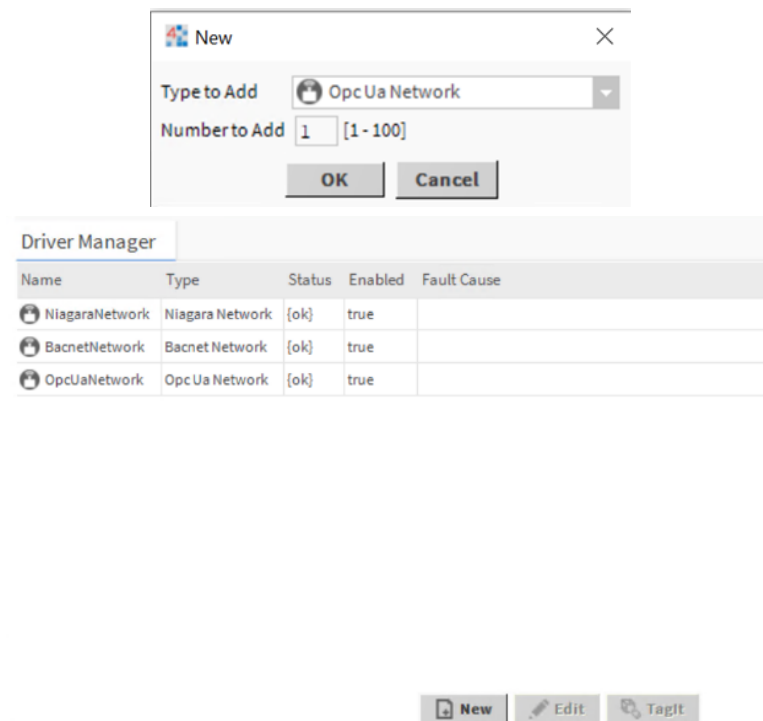 New
Type to Add Opc Ua Network
Number to Add 1 [1 - 100]
OK Cancel
Driver Manager
Name Type Status Enabled Fault Cause
NiagaraNetwork Niagara Network {ok} true
BacnetNetwork Bacnet Network {ok} true
OpcUaNetwork Opc Ua Network {ok} true
New Edit TagIt